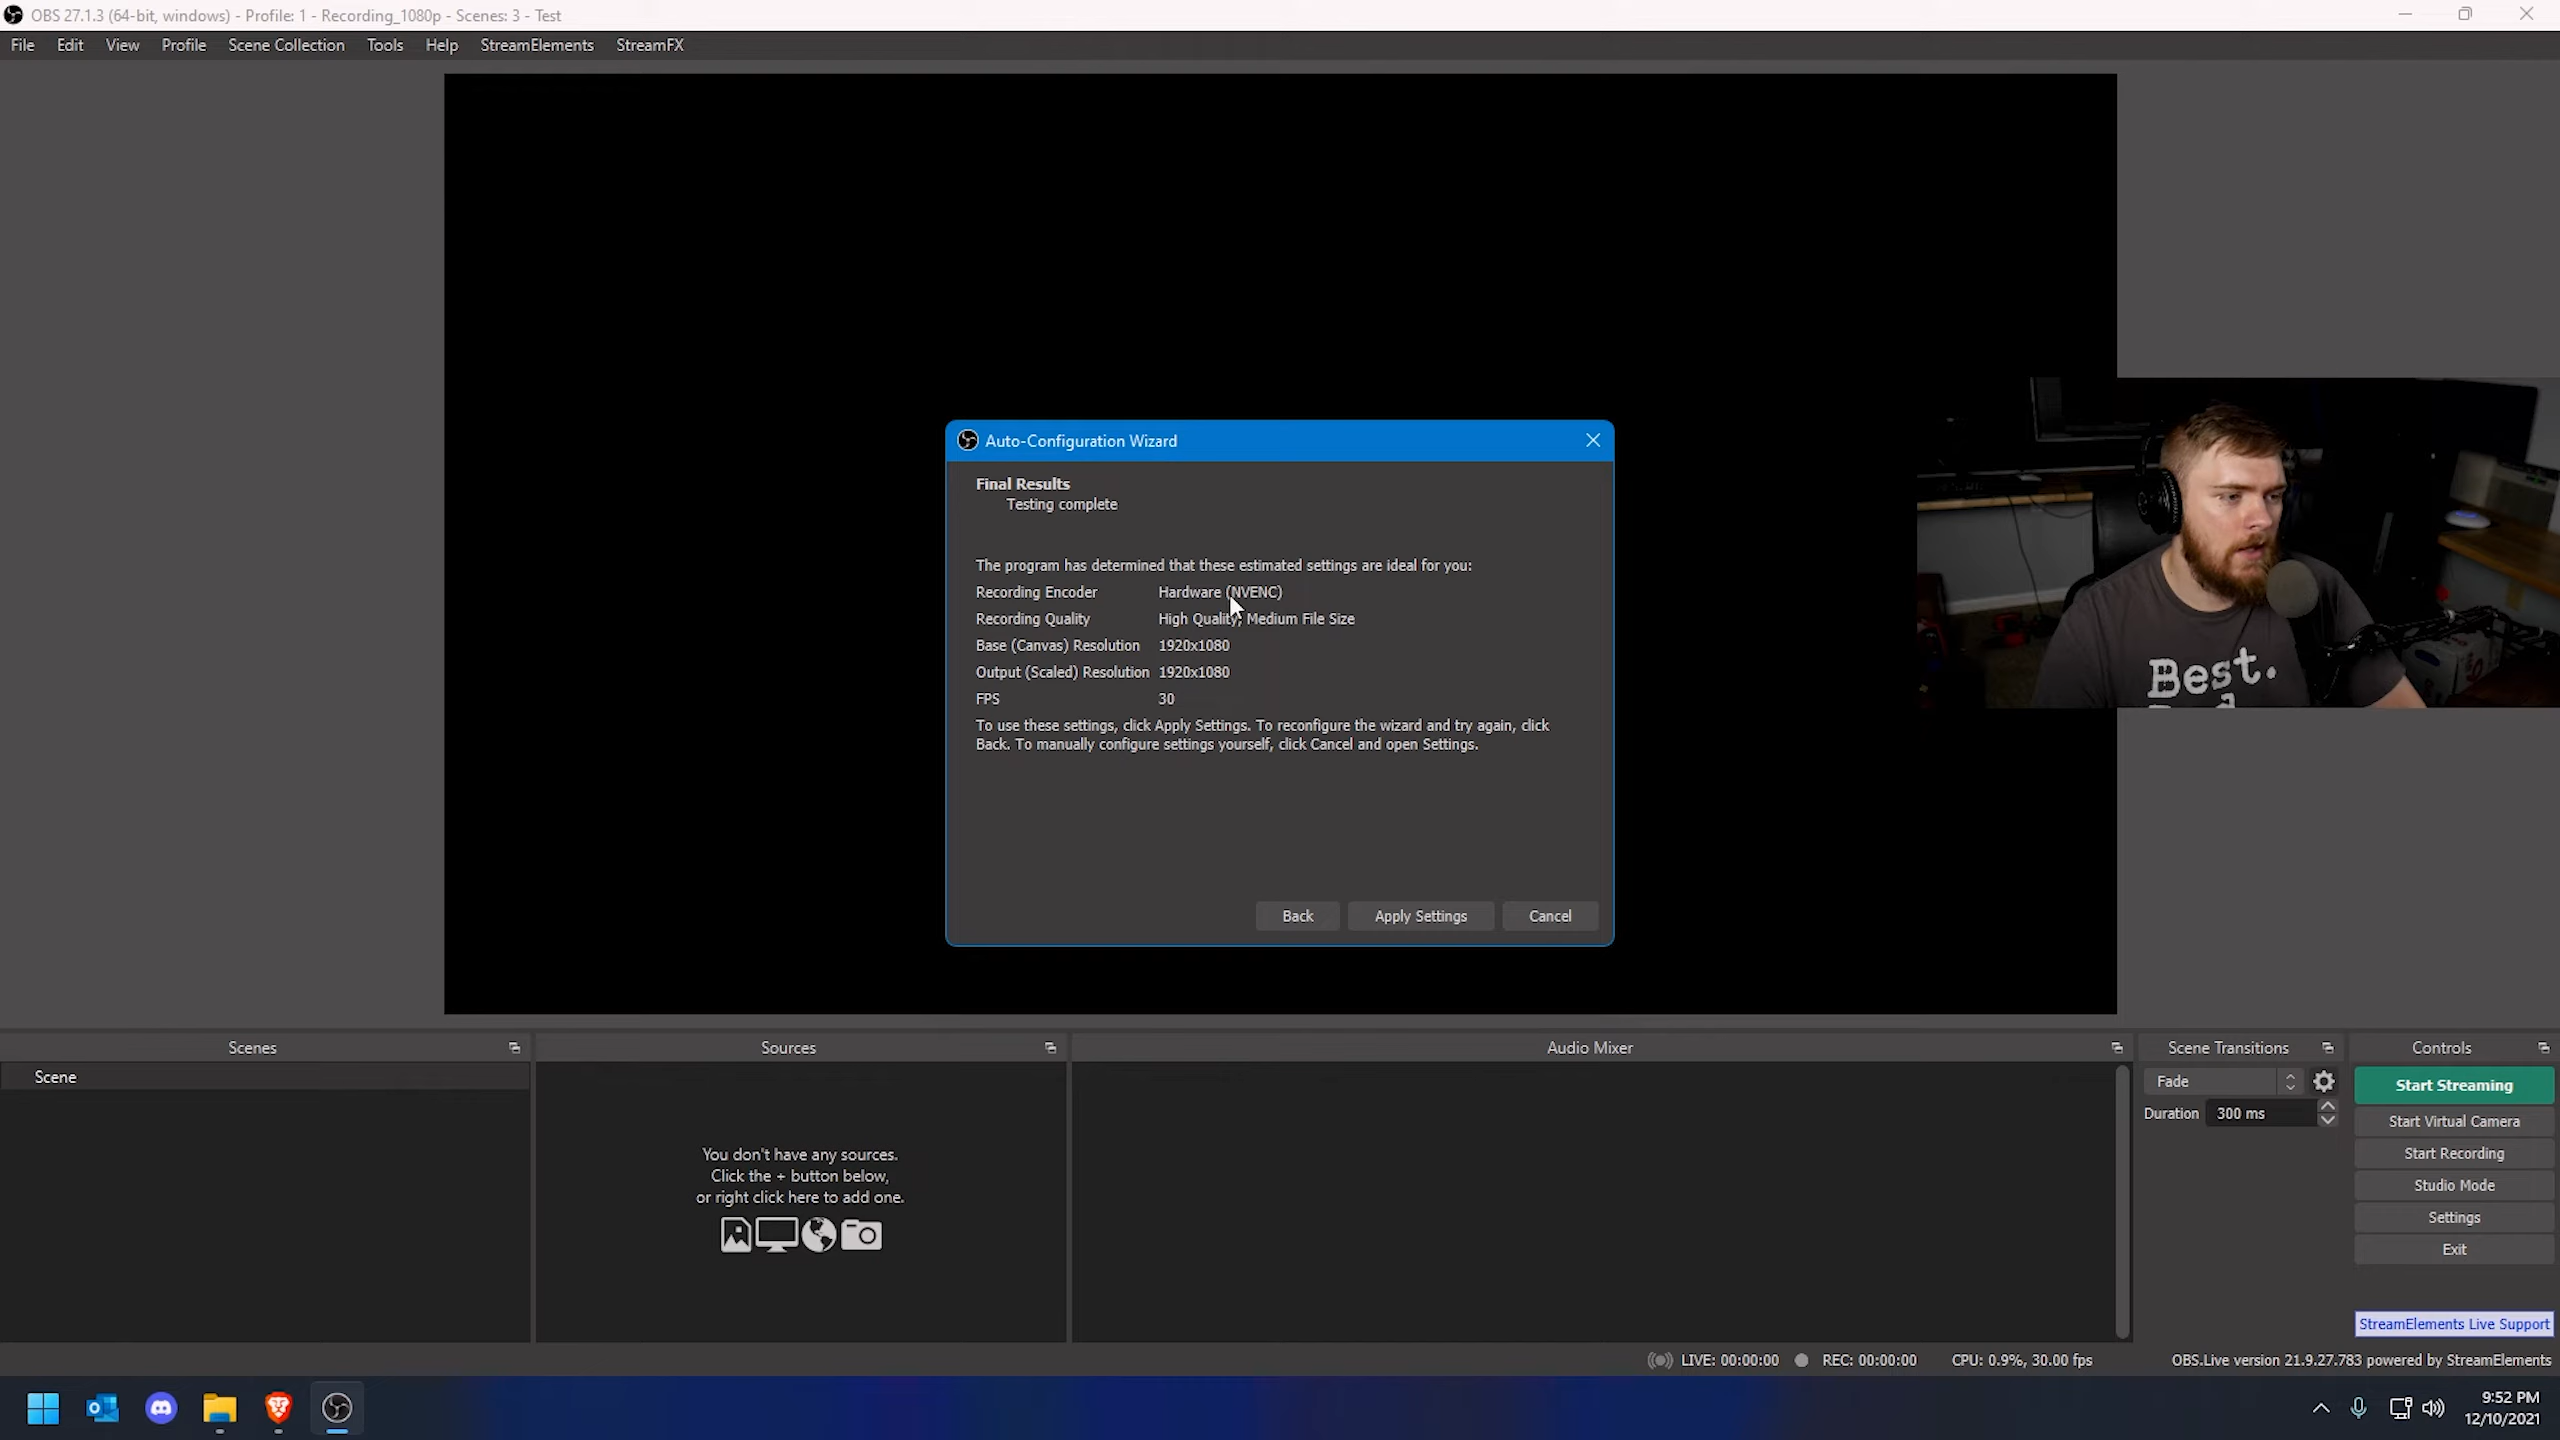 OBS 27.1.3 (64-bit, windows) - Profile: 1 - Recording_1080p - Scenes: 3 - Test
File Edit View Profile Scene Collection Tools Help StreamElements StreamFX
Auto-Configuration Wizard
Final Results
Testing complete
The program has determined that these estimated settings are ideal for you:
Recording Encoder Hardware (NVENC)
Recording Quality High Quality, Medium File Size
Base (Canvas) Resolution 1920x1080
Output (Scaled) Resolution 1920x1080
FPS 30
To use these settings, click Apply Settings. To reconfigure the wizard and try again, click
Back. To manually configure settings yourself, click Cancel and open Settings.
Back Apply Settings Cancel
Best.
Scenes Sources Audio Mixer Scene Transitions Controls
Scene
You don't have any sources.
Click the + button below,
or right click here to add one.
Fade
Duration 300 ms
Start Streaming
Start Virtual Camera
Start Recording
Studio Mode
Settings
Exit
StreamElements Live Support
LIVE: 00:00:00 REC: 00:00:00 CPU: 0.9%, 30.00 fps OBS.Live version 21.9.27.783 powered by StreamElements
9:52 PM
12/10/2021